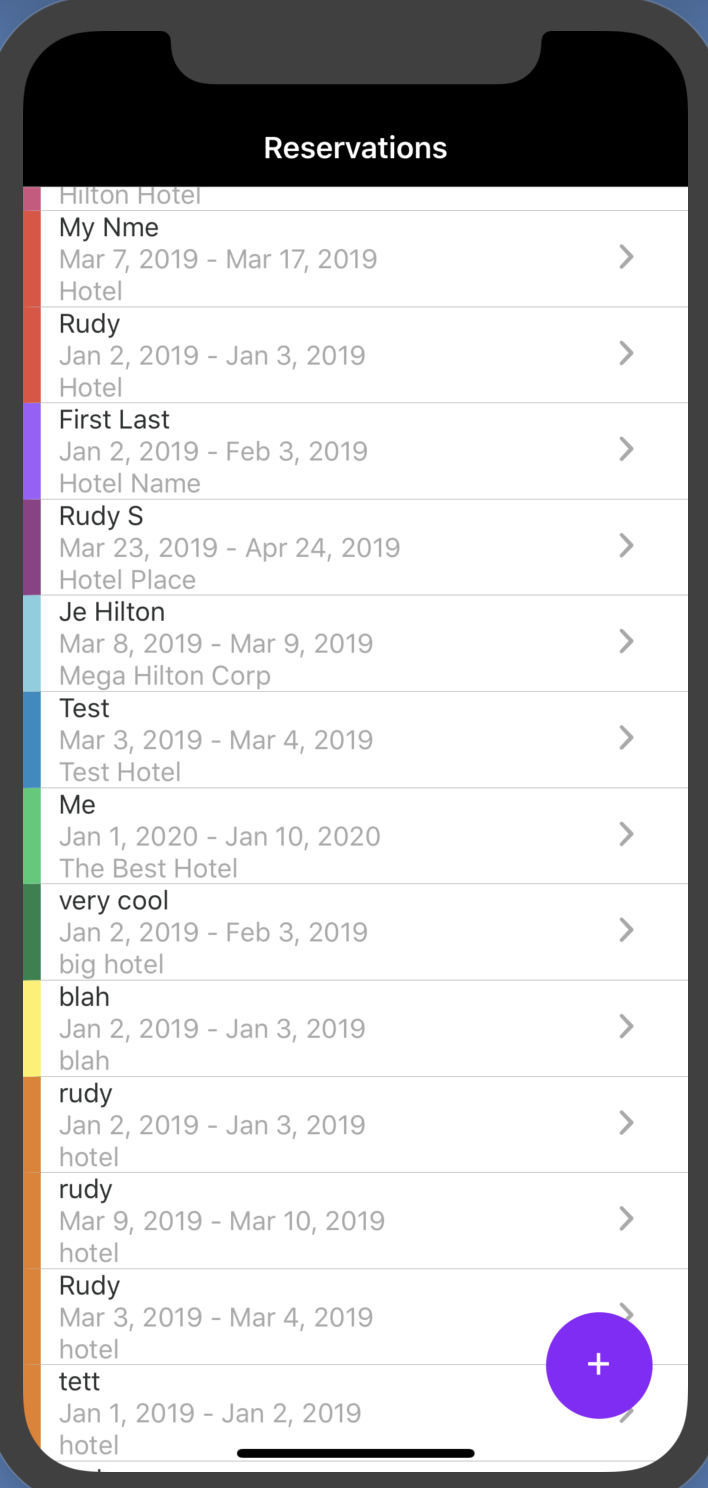 Reservations
Hilton Hotel
My Nme
Mar 7, 2019 - Mar 17, 2019
Hotel
Rudy
Jan 2, 2019 - Jan 3, 2019
Hotel
First Last
Jan 2, 2019 - Feb 3, 2019
Hotel Name
Rudy S
Mar 23, 2019 - Apr 24, 2019
Hotel Place
Je Hilton
Mar 8, 2019 - Mar 9, 2019
Mega Hilton Corp
Test
Mar 3, 2019 - Mar 4, 2019
Test Hotel
Me
Jan 1, 2020 - Jan 10, 2020
The Best Hotel
very cool
Jan 2, 2019 - Feb 3, 2019
big hotel
blah
Jan 2, 2019 - Jan 3, 2019
blah
rudy
Jan 2, 2019 - Jan 3, 2019
hotel
rudy
Mar 9, 2019 - Mar 10, 2019
hotel
Rudy
Mar 3, 2019 - Mar 4, 2019
hotel
+
tett
Jan 1, 2019 - Jan 2, 2019
hotel